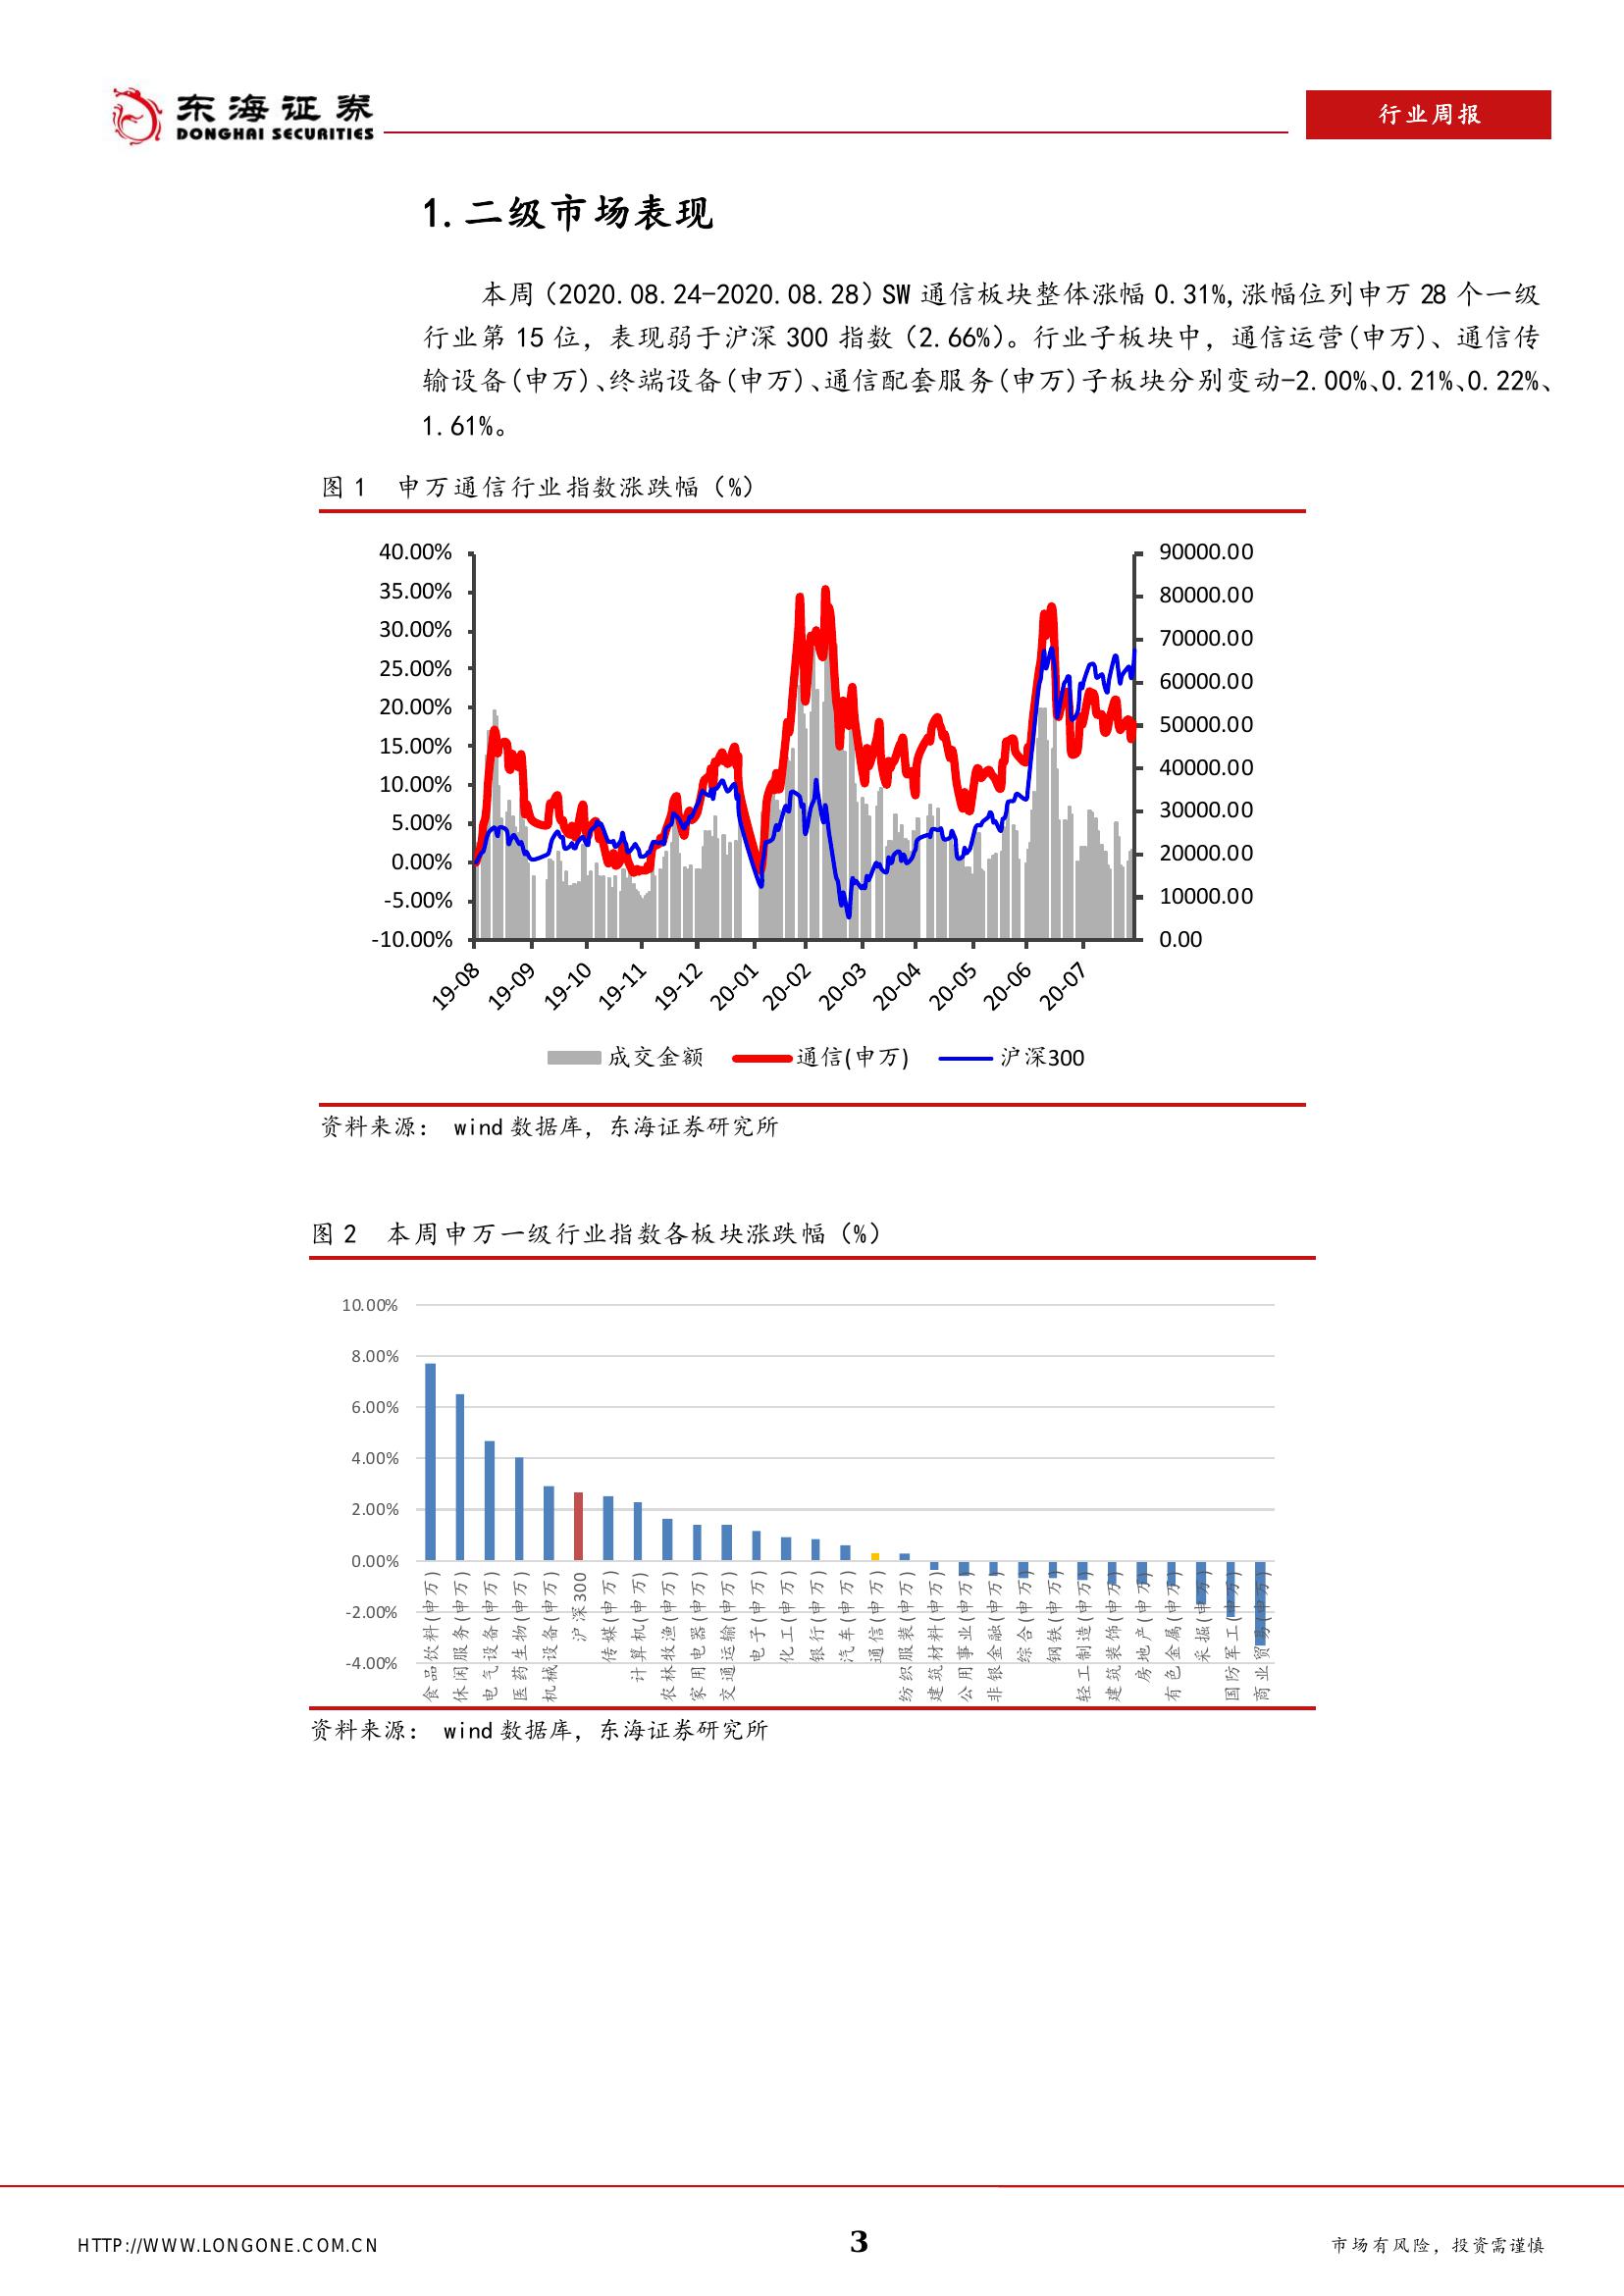 东海证券
DONGHAI SECURITIES
行业周报
1.二级市场表现
本周（2020.08.24-2020.08.28）SW 通信板块整体涨幅 0.31%,涨幅位列申万 28 个一级
行业第 15 位，表现弱于沪深 300 指数（2.66%）。行业子板块中，通信运营(申万)、通信传
输设备(申万)、终端设备(申万)、通信配套服务(申万)子板块分别变动-2.00%、0.21%、0.22%、
1.61%。
图 1 申万通信行业指数涨跌幅（%）
40.00%
35.00%
30.00%
25.00%
20.00%
15.00%
10.00%
5.00%
0.00%
-5.00%
-10.00%
90000.00
80000.00
70000.00
60000.00
50000.00
40000.00
30000.00
20000.00
10000.00
0.00
19-08
19-09
19-10
19-11
19-12
20-01
20-02
20-03
20-04
20-05
20-06
20-07
成交金额 通信(申万) 沪深300
资料来源： wind 数据库，东海证券研究所
图 2 本周申万一级行业指数各板块涨跌幅（%）
10.00%
8.00%
6.00%
4.00%
2.00%
0.00%
-2.00%
-4.00%
食品饮料(申万)
休闲服务(申万)
电气设备(申万)
医药生物(申万)
机械设备(申万)
沪深300
传媒(申万)
计算机(申万)
农林牧渔(申万)
家用电器(申万)
交通运输(申万)
电子(申万)
化工(申万)
银行(申万)
汽车(申万)
通信(申万)
纺织服装(申万)
建筑材料(申万)
公用事业(申万)
非银金融(申万)
综合(申万)
钢铁(申万)
轻工制造(申万)
建筑装饰(申万)
房地产(申万)
有色金属(申万)
采掘(申万)
国防军工(申万)
商业贸易(申万)
资料来源： wind 数据库，东海证券研究所
HTTP://WWW.LONGONE.COM.CN
3
市场有风险，投资需谨慎